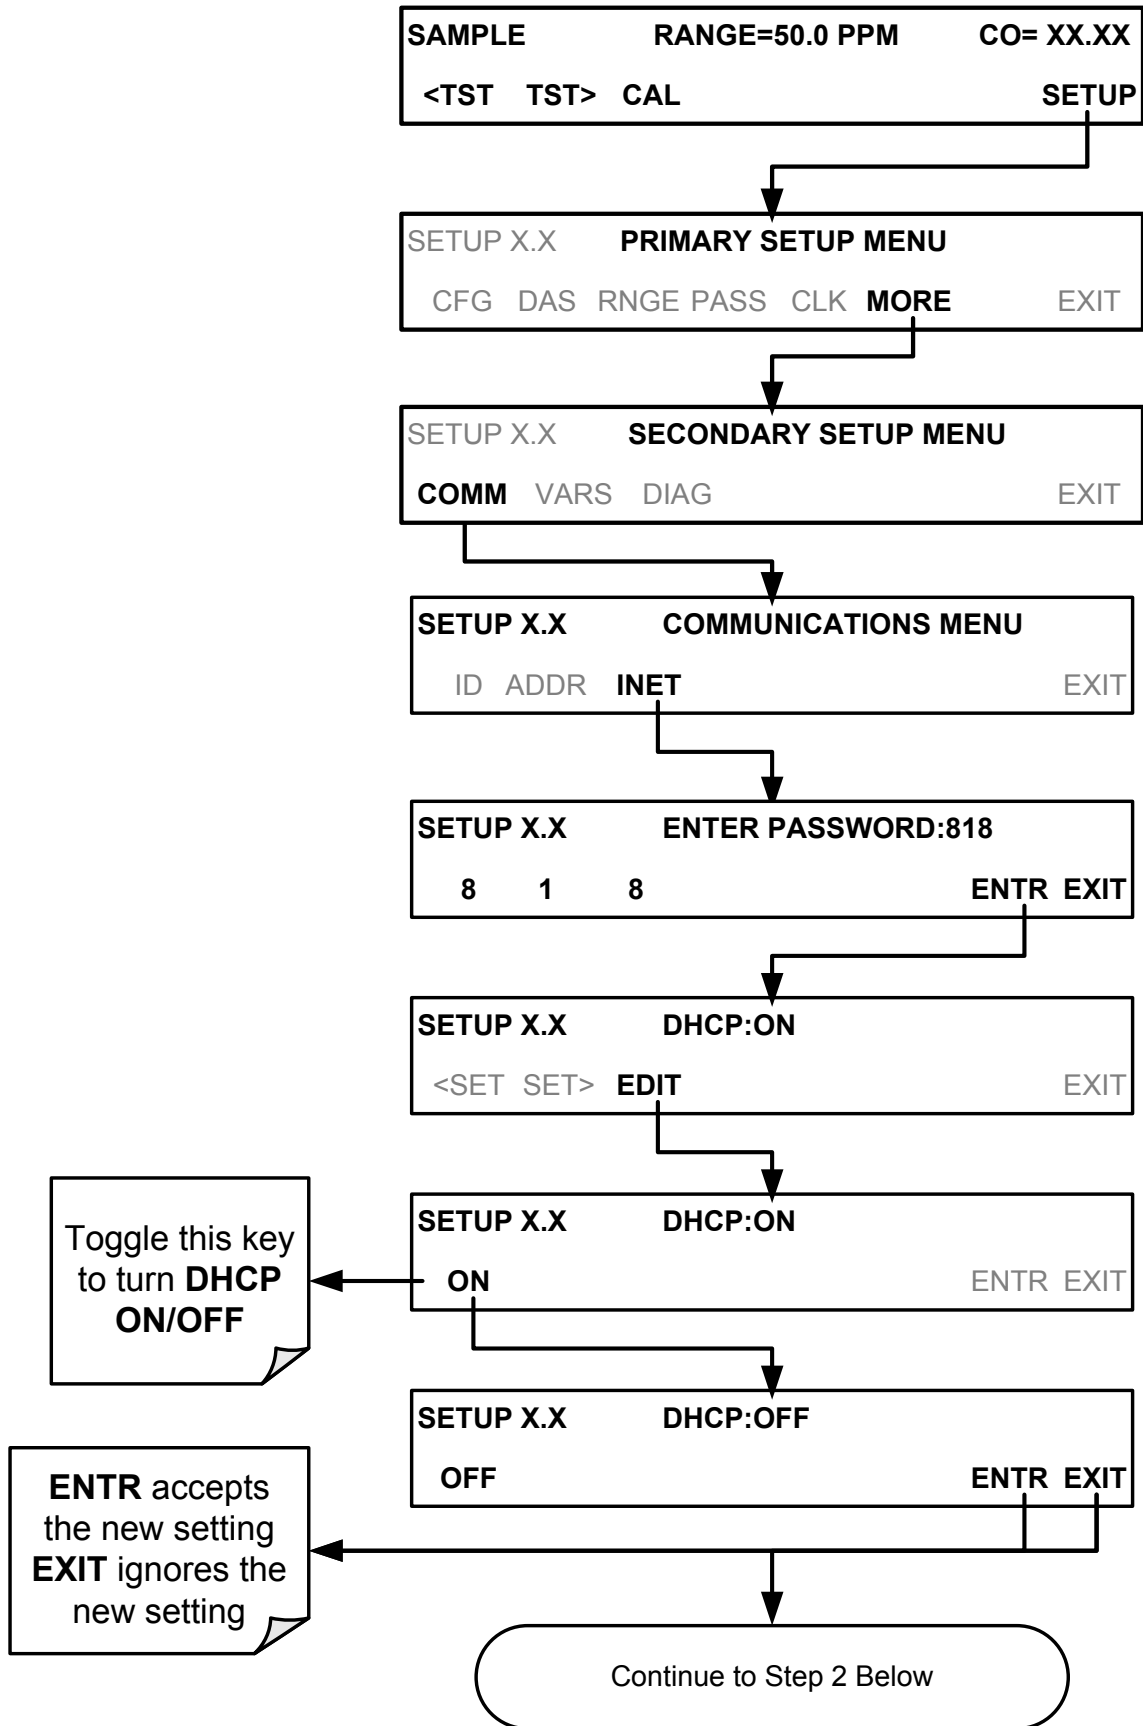 SAMPLE RANGE=50.0 PPM CO= XX.XX
<TST TST> CAL SETUP
SETUP X.X PRIMARY SETUP MENU
CFG DAS RNGE PASS CLK MORE EXIT
SETUP X.X SECONDARY SETUP MENU
COMM VARS DIAG EXIT
SETUP X.X COMMUNICATIONS MENU
ID ADDR INET EXIT
SETUP X.X ENTER PASSWORD:818
8 1 8 ENTR EXIT
SETUP X.X DHCP:ON
<SET SET> EDIT EXIT
Toggle this key
to turn DHCP
ON/OFF
SETUP X.X DHCP:ON
ON ENTR EXIT
SETUP X.X DHCP:OFF
OFF ENTR EXIT
ENTR accepts
the new setting
EXIT ignores the
new setting
Continue to Step 2 Below